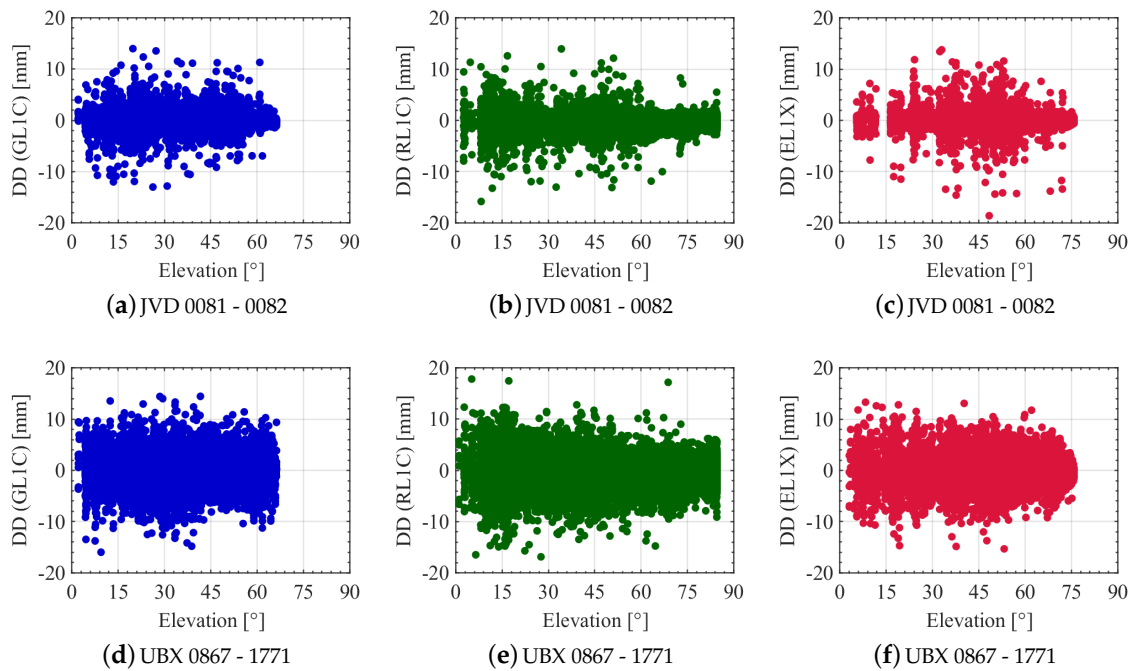 20
10
0
-10
-20
DD (GL1C) [mm]
0 15 30 45 60 75 90
Elevation [°]
(a) JVD 0081 - 0082
20
10
0
-10
-20
DD (RL1C) [mm]
0 15 30 45 60 75 90
Elevation [°]
(b) JVD 0081 - 0082
20
10
0
-10
-20
DD (EL1X) [mm]
0 15 30 45 60 75 90
Elevation [°]
(c) JVD 0081 - 0082
20
10
0
-10
-20
DD (GL1C) [mm]
0 15 30 45 60 75 90
Elevation [°]
(d) UBX 0867 - 1771
20
10
0
-10
-20
DD (RL1C) [mm]
0 15 30 45 60 75 90
Elevation [°]
(e) UBX 0867 - 1771
20
10
0
-10
-20
DD (EL1X) [mm]
0 15 30 45 60 75 90
Elevation [°]
(f) UBX 0867 - 1771